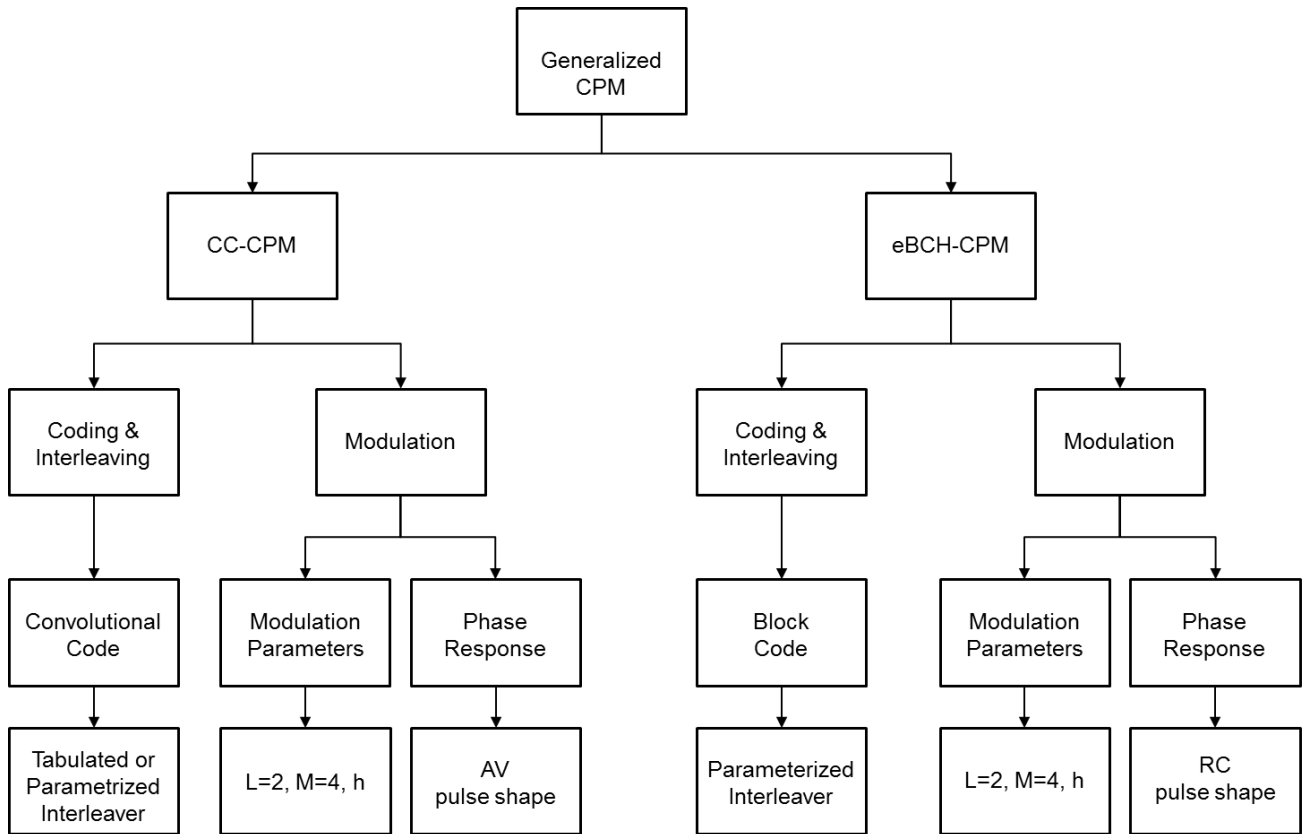 Generalized
CPM
CC-CPM
eBCH-CPM
Coding &
Interleaving
Modulation
Coding &
Interleaving
Modulation
Convolutional
Code
Modulation
Parameters
Phase
Response
Block
Code
Modulation
Parameters
Phase
Response
Tabulated or
Parametrized
Interleaver
L=2, M=4, h
AV
pulse shape
Parameterized
Interleaver
L=2, M=4, h
RC
pulse shape